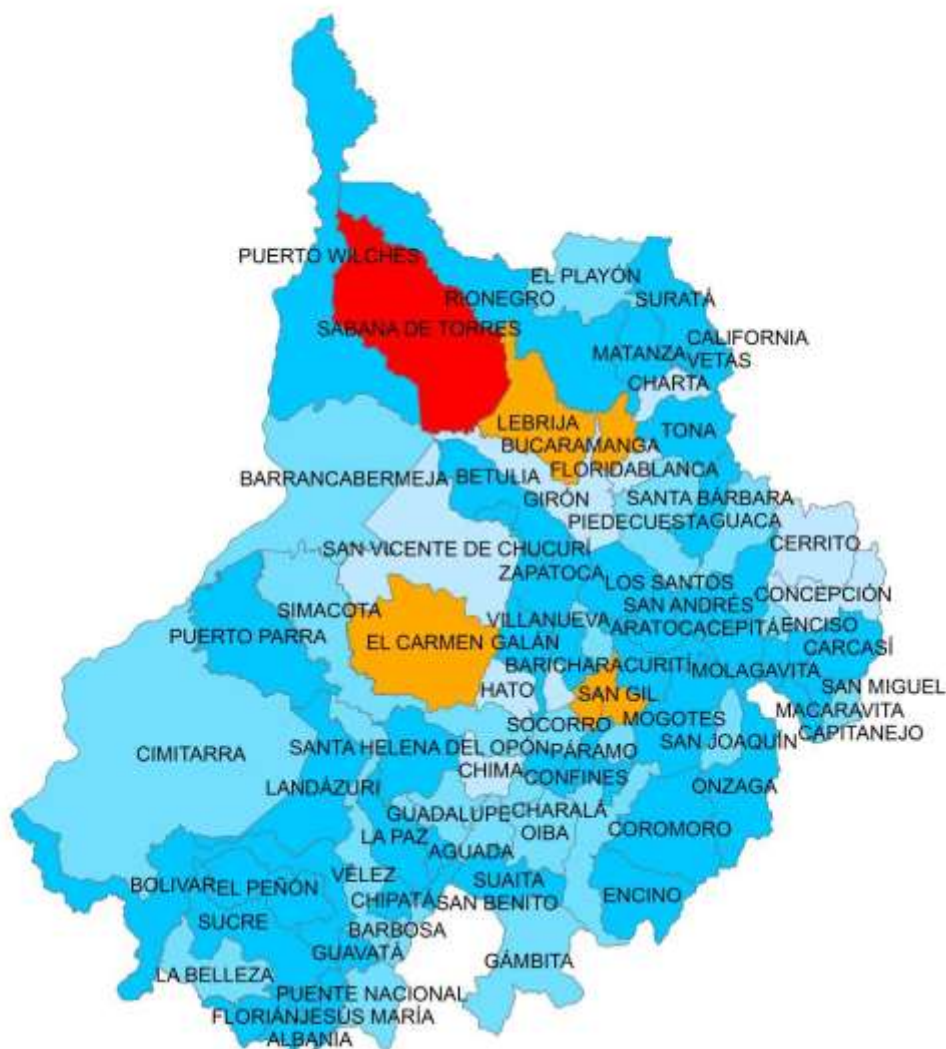 EL PLAYÓN
PUERTO WILCHES
RIONEGRO
SURATÁ
SABANA DE TORRES
CALIFORNIA
MATANZA
VETAS
CHARTA
LEBRIJA
TONA
BUCARAMANGA
FLORIDABLANCA
BARRANCABERMEJA
BETULIA
GIRÓN
SANTA BÁRBARA
PIEDECUESTA
GUACA
CERRITO
SAN VICENTE DE CHUCURÍ
ZAPATOCA
LOS SANTOS
CONCEPCIÓN
SIMACOTA
SAN ANDRÉS
VILLANUEVA
ARATOCA
CEPITÁ
ENCISO
PUERTO PARRA
EL CARMEN
GALÁN
CARCASÍ
BARICHARA
CURITÍ
MOLAGAVITA
HATO
SAN GIL
SAN MIGUEL
MACARAVITA
SOCORRO
MOGOTES
CAPITANEJO
CIMITARRA
SANTA HELENA DEL OPÓN
PÁRAMO
SAN JOAQUÍN
CHIMA
CONFINES
LANDÁZURI
ONZAGA
GUADALUPE
CHARALÁ
LA PAZ
OIBA
COROMORO
AGUADA
VÉLEZ
BOLIVAR
EL PEÑÓN
SUAITA
CHIPATÁ
SAN BENITO
ENCINO
SUCRE
BARBOSA
GUAVATÁ
GÁMBITA
LA BELLEZA
PUENTE NACIONAL
FLORIÁN
JESÚS MARÍA
ALBANIA